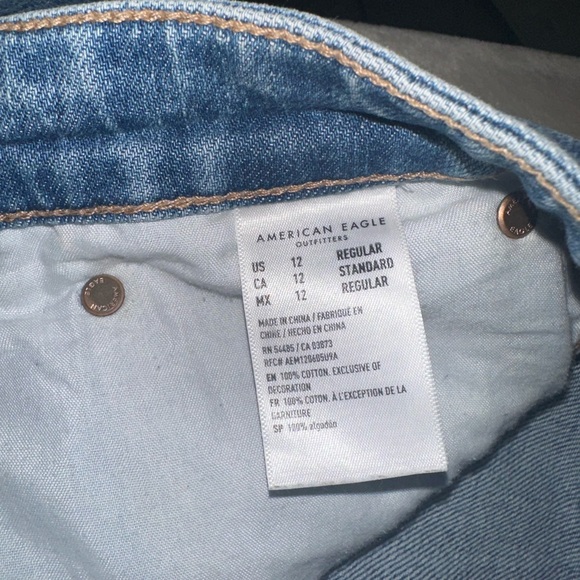 AMERICAN EAGLE
OUTFITTERS
US 12 REGULAR
CA 12 STANDARD
MX 12 REGULAR
MADE IN CHINA / FABRIQUÉ EN
CHINE / HECHO EN CHINA
RN 54485 / CA 03873
RFC# AEM120605U9A
EN 100% COTTON. EXCLUSIVE OF
DECORATION
FR 100% COTON. À L'EXCEPTION DE LA
GARNITURE
SP 100% algodón